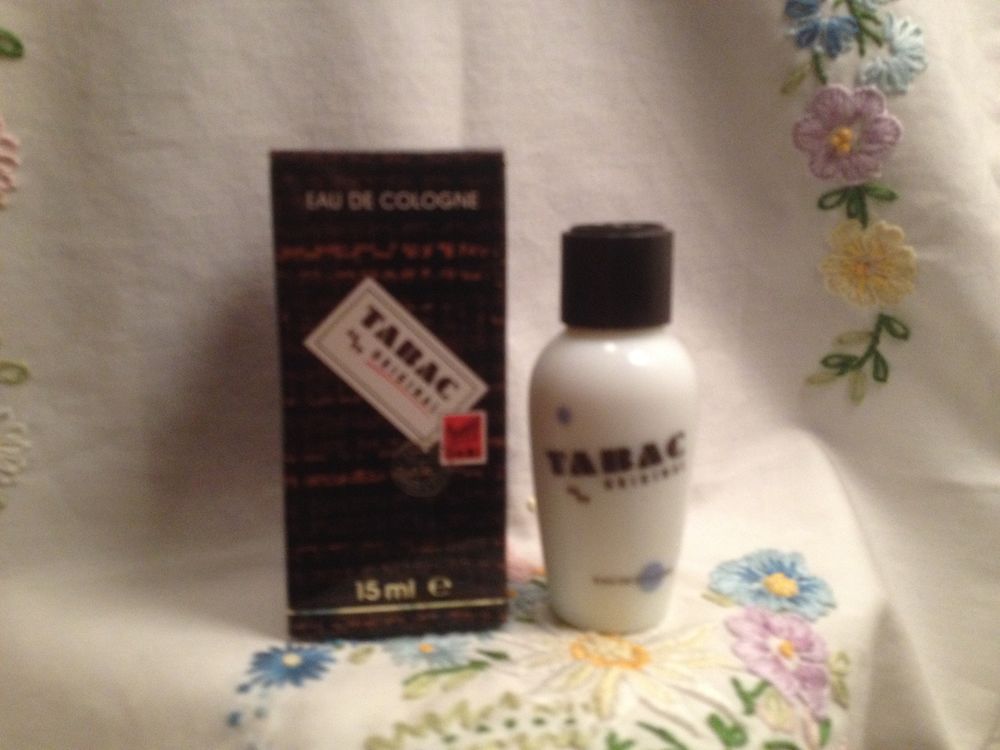 EAU DE COLOGNE
TABAC
ORIGINAL
15 ml e
TABAC
ORIGINAL